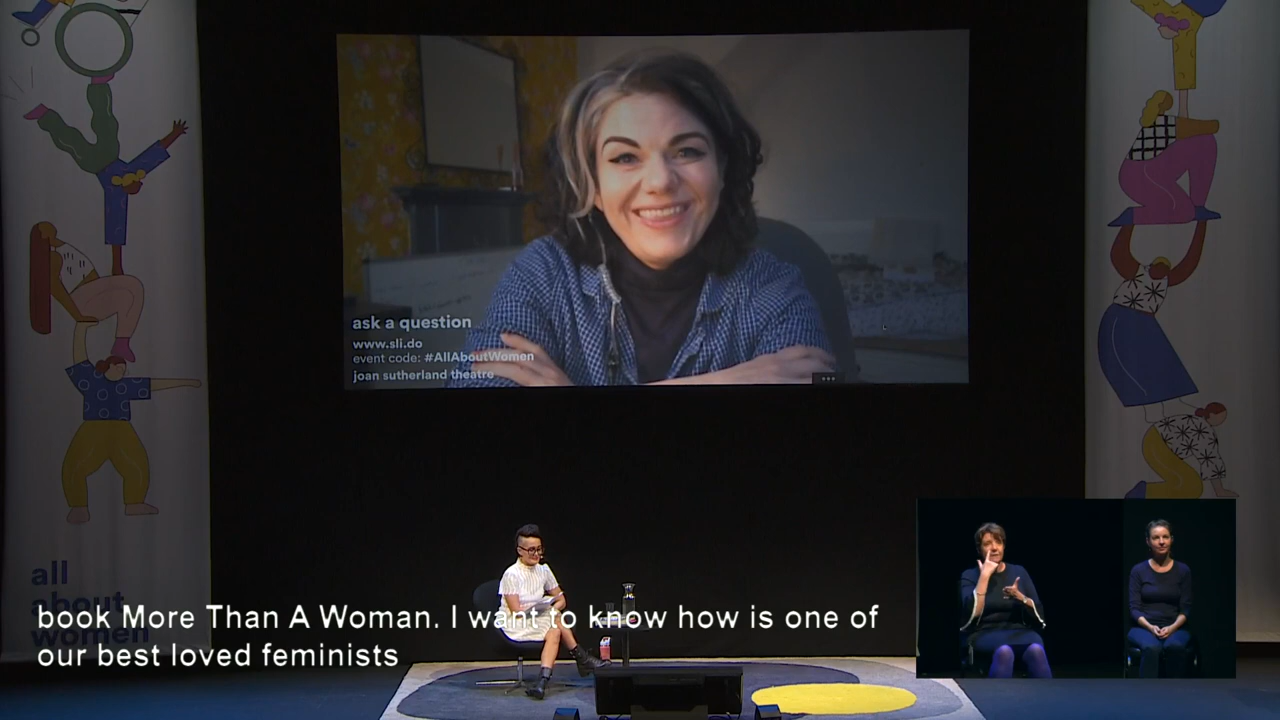 ask a question
www.sli.do
event code: #AllAboutWomen
joan sutherland theatre
all
about
women
book More Than A Woman. I want to know how is one of
our best loved feminists